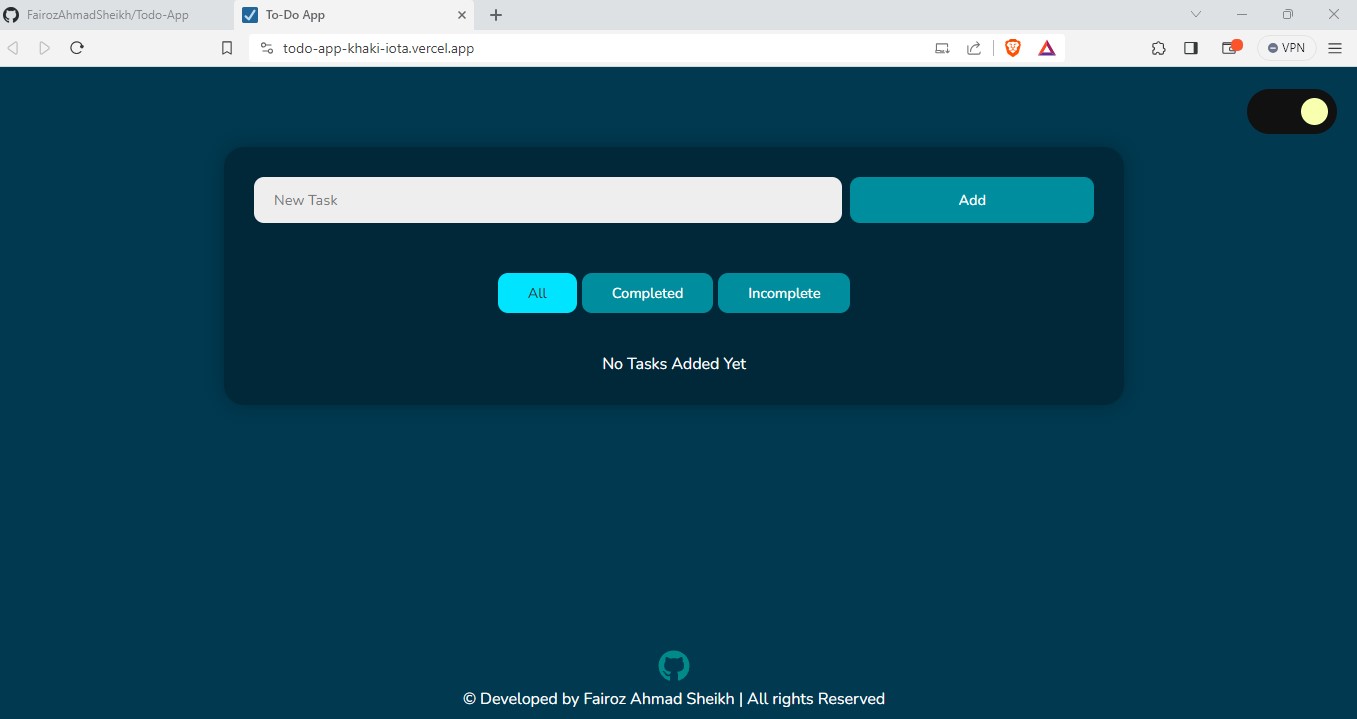 FairozAhmadSheikh/Todo-App
To-Do App
todo-app-khaki-iota.vercel.app
VPN
New Task
Add
All
Completed
Incomplete
No Tasks Added Yet
© Developed by Fairoz Ahmad Sheikh | All rights Reserved